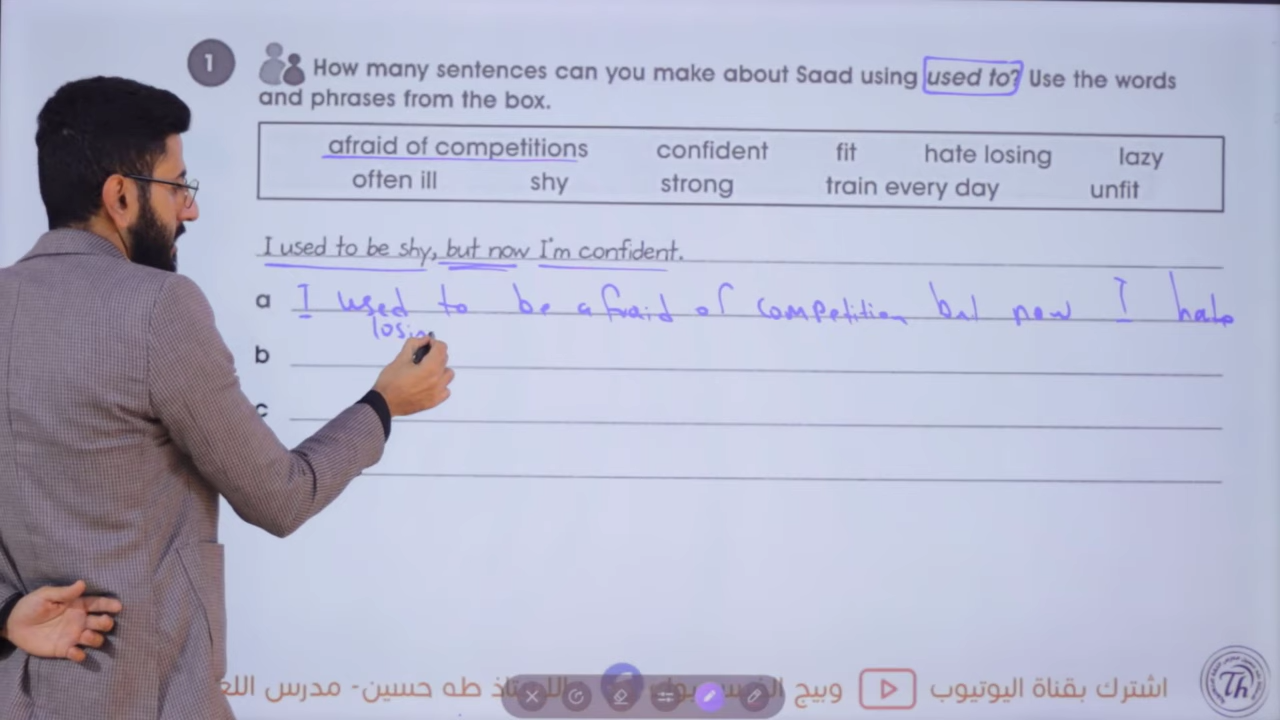 1 How many sentences can you make about Saad using used to? Use the words
and phrases from the box.
afraid of competitions confident fit hate losing lazy
often ill shy strong train every day unfit
I used to be shy, but now I'm confident.
a I used to be afraid of competition but now I hate
losing
b
c
اشترك بقناة اليوتيوب وبيج طه حسين- مدرس
Th